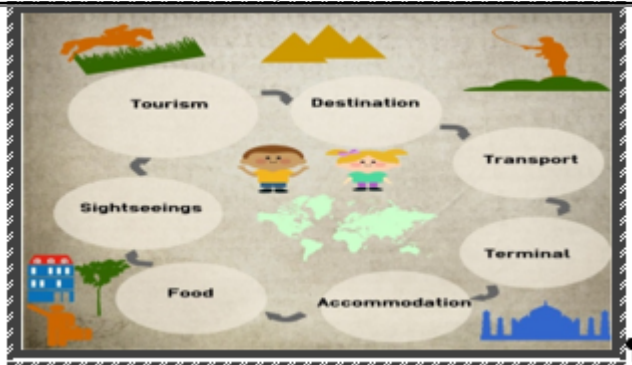 Tourism
Destination
Transport
Terminal
Accommodation
Food
Sightseeings